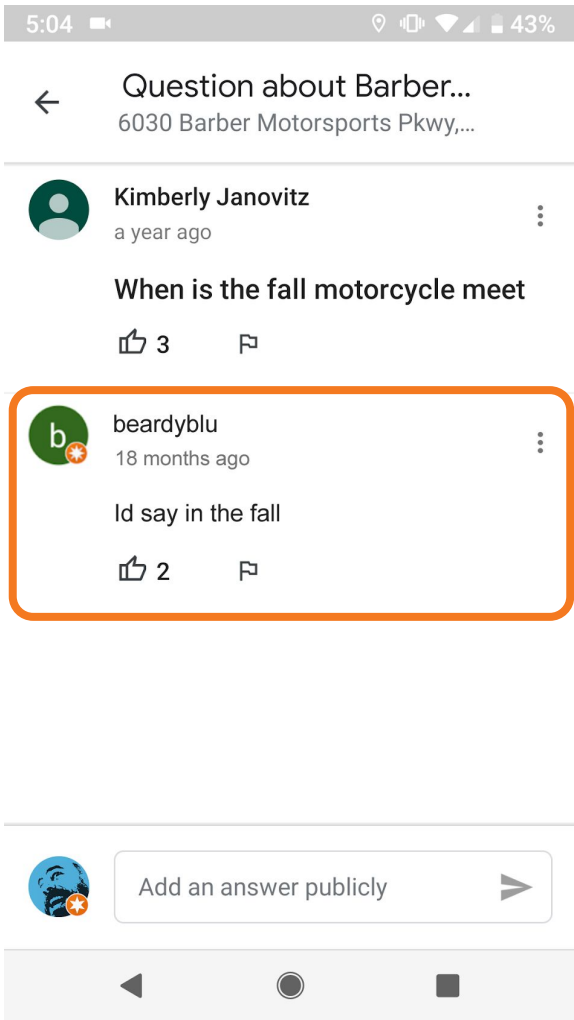 5:04 43%
Question about Barber...
6030 Barber Motorsports Pkwy,...
Kimberly Janovitz
a year ago
When is the fall motorcycle meet
3
b
beardyblu
18 months ago
Id say in the fall
2
Add an answer publicly